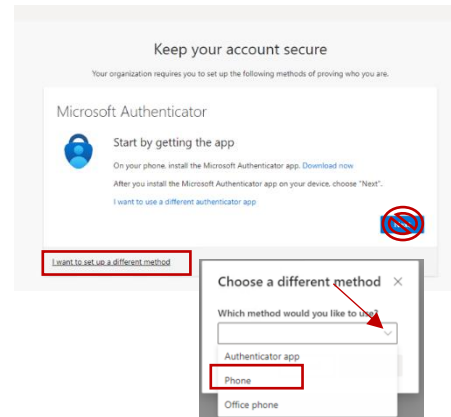 Keep your account secure
Your organization requires you to set up the following methods of proving who you are.
Microsoft Authenticator
Start by getting the app
On your phone, install the Microsoft Authenticator app. Download now
After you install the Microsoft Authenticator app on your device, choose "Next".
I want to use a different authenticator app
I want to set up a different method
Choose a different method
Which method would you like to use?
Authenticator app
Phone
Office phone